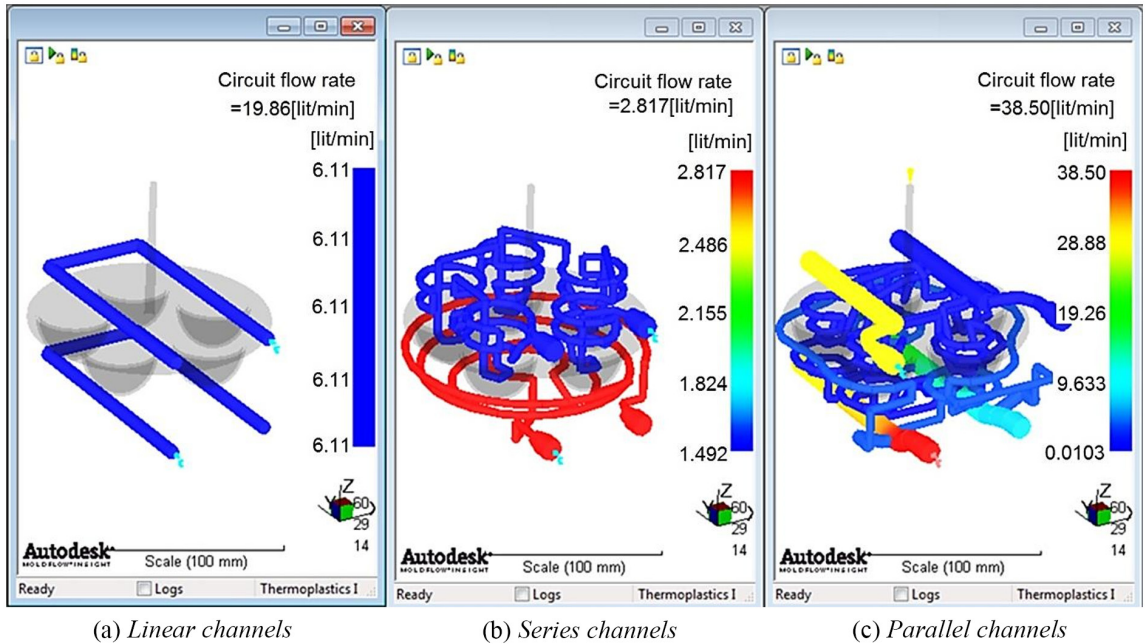 Circuit flow rate
=19.86[lit/min]
[lit/min]
6.11
6.11
6.11
6.11
6.11
Z
Y
60
29
14
Autodesk
MOLDFLOW INSIGHT
Scale (100 mm)
Ready
Logs
Thermoplastics I
(a) Linear channels
Circuit flow rate
=2.817[lit/min]
[lit/min]
2.817
2.486
2.155
1.824
1.492
Z
Y
60
29
14
Autodesk
MOLDFLOW INSIGHT
Scale (100 mm)
Ready
Logs
Thermoplastics I
(b) Series channels
Circuit flow rate
=38.50[lit/min]
[lit/min]
38.50
28.88
19.26
9.633
0.0103
Z
Y
60
29
14
Autodesk
MOLDFLOW INSIGHT
Scale (100 mm)
Ready
Logs
Thermoplastics I
(c) Parallel channels